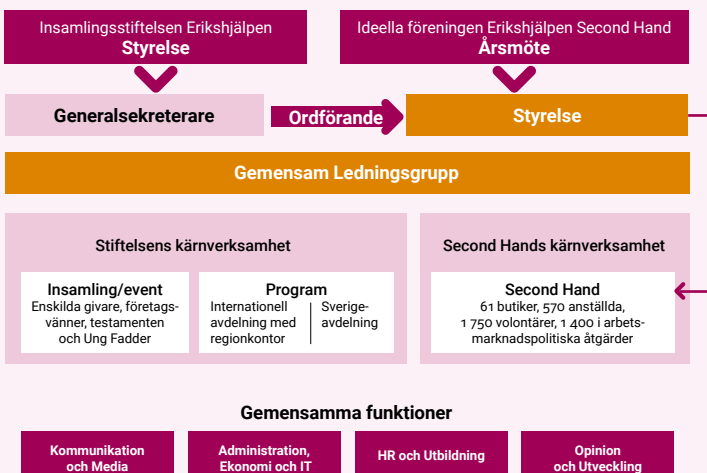 Insamlingsstiftelsen Erikshjälpen
Styrelse
Ideella föreningen Erikshjälpen Second Hand
Årsmöte
Generalsekreterare
Ordförande
Styrelse
Gemensam Ledningsgrupp
Stiftelsens kärnverksamhet
Insamling/event
Enskilda givare, företags-
vänner, testamenten
och Ung Fadder
Program
Internationell
avdelning med
regionkontor
Sverige-
avdelning
Second Hands kärnverksamhet
Second Hand
61 butiker, 570 anställda,
1 750 volontärer, 1 400 i arbets-
marknadspolitiska åtgärder
Gemensamma funktioner
Kommunikation
och Media
Administration,
Ekonomi och IT
HR och Utbildning
Opinion
och Utveckling